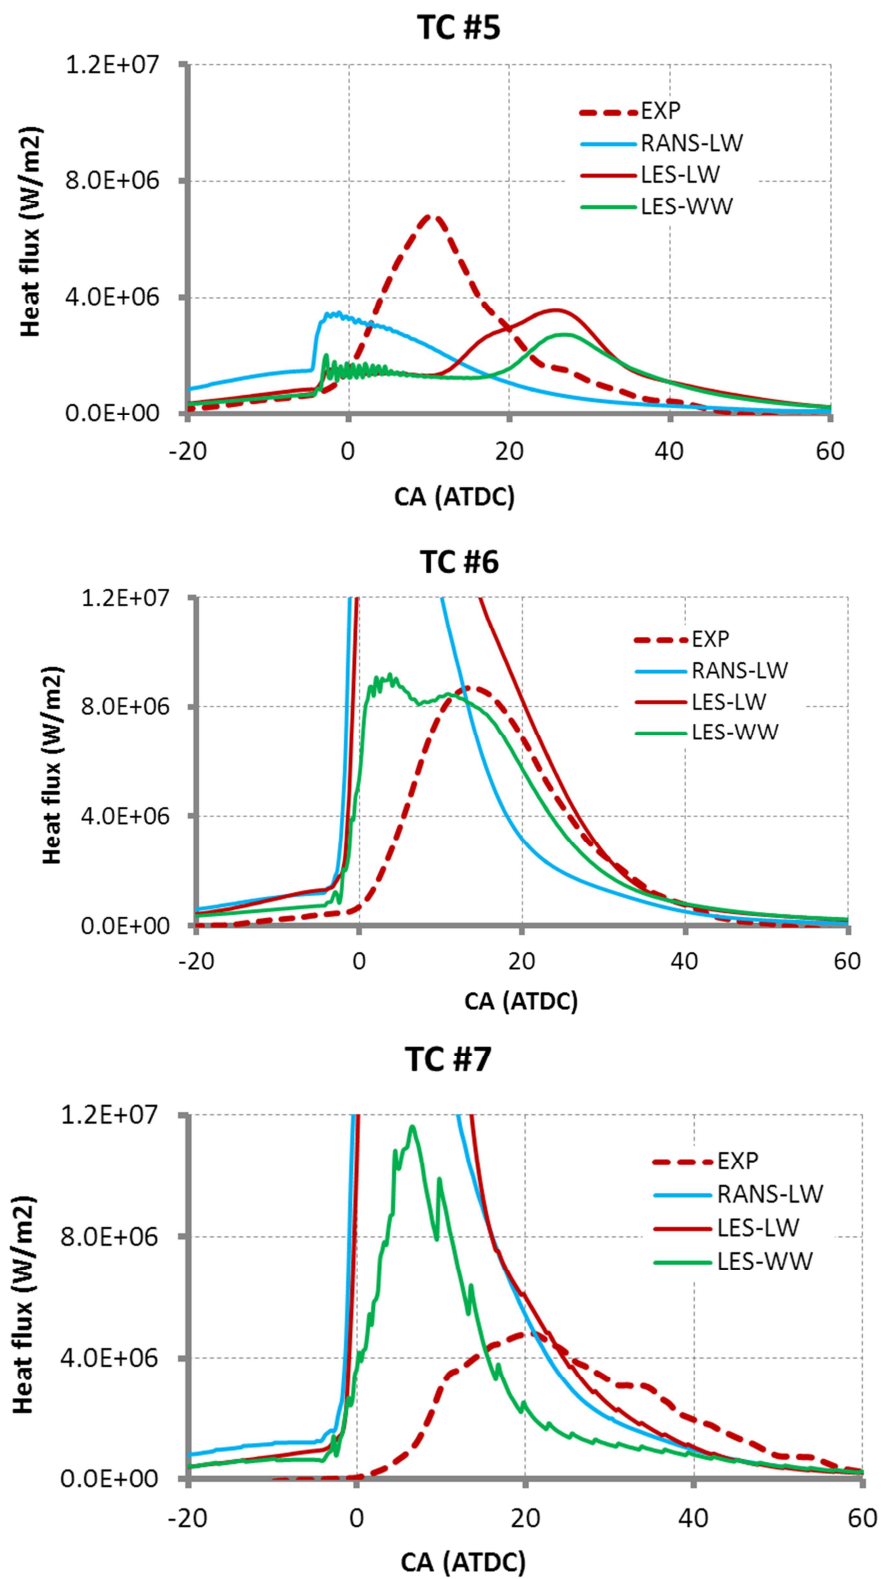 TC #5
1.2E+07
8.0E+06
4.0E+06
0.0E+00
Heat flux (W/m2)
EXP
RANS-LW
LES-LW
LES-WW
-20 0 20 40 60
CA (ATDC)
TC #6
1.2E+07
8.0E+06
4.0E+06
0.0E+00
Heat flux (W/m2)
EXP
RANS-LW
LES-LW
LES-WW
-20 0 20 40 60
CA (ATDC)
TC #7
1.2E+07
8.0E+06
4.0E+06
0.0E+00
Heat flux (W/m2)
EXP
RANS-LW
LES-LW
LES-WW
-20 0 20 40 60
CA (ATDC)